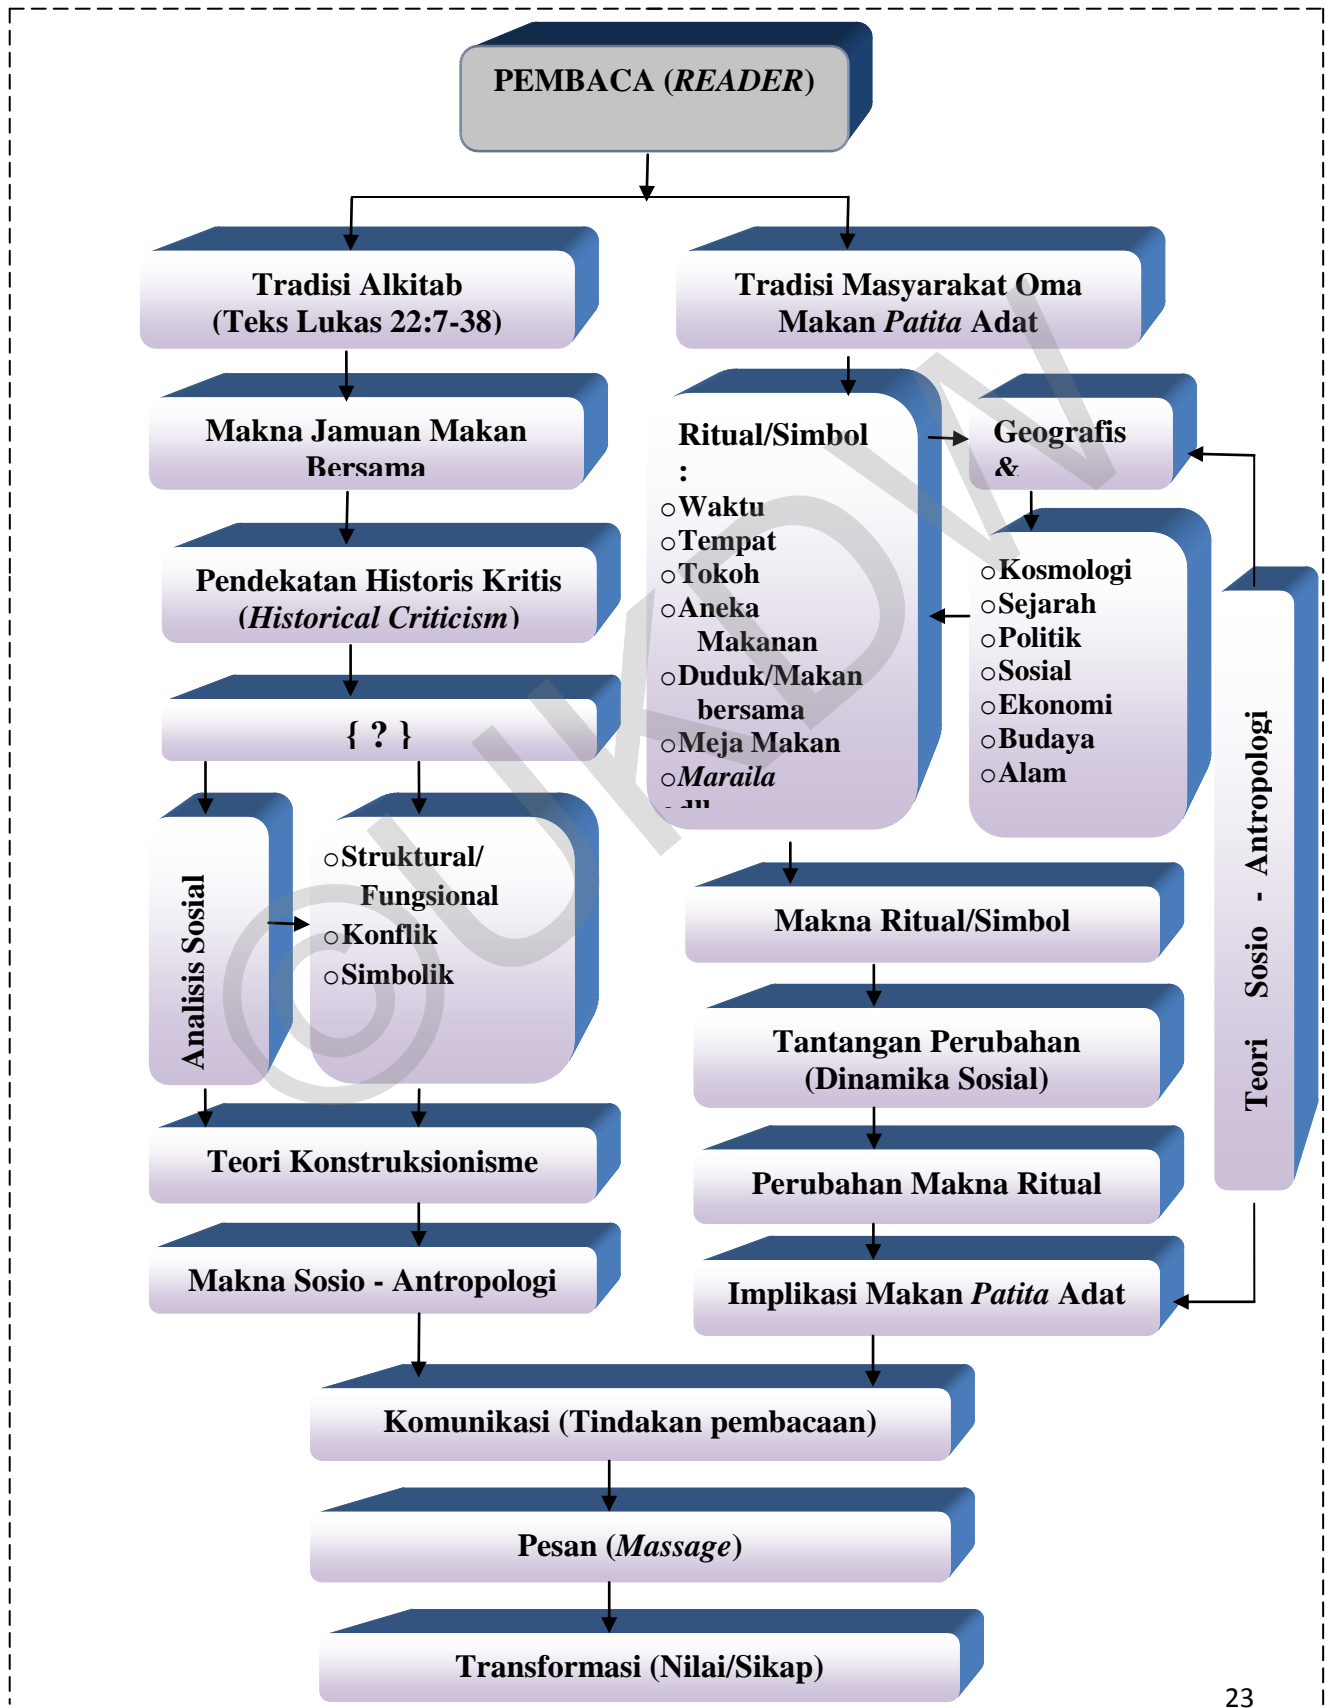 PEMBACA (READER)
Tradisi Alkitab
(Teks Lukas 22:7-38)
Tradisi Masyarakat Oma
Makan Patita Adat
Makna Jamuan Makan
Bersama
Ritual/Simbol
:
○Waktu
○Tempat
○Tokoh
○Aneka
Makanan
○Duduk/Makan
bersama
○Meja Makan
○Maraila
○dll
Geografis
&
Pendekatan Historis Kritis
(Historical Criticism)
○Kosmologi
○Sejarah
○Politik
○Sosial
○Ekonomi
○Budaya
○Alam
{ ? }
Analisis Sosial
○Struktural/
Fungsional
○Konflik
○Simbolik
Teori Sosio - Antropologi
Makna Ritual/Simbol
Tantangan Perubahan
(Dinamika Sosial)
Teori Konstruksionisme
Perubahan Makna Ritual
Makna Sosio - Antropologi
Implikasi Makan Patita Adat
Komunikasi (Tindakan pembacaan)
Pesan (Massage)
Transformasi (Nilai/Sikap)
©UKDW
23